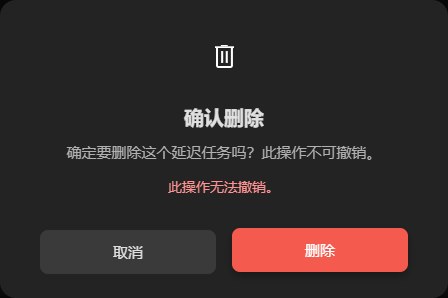 确认删除
确定要删除这个延迟任务吗？此操作不可撤销。
此操作无法撤销。
取消
删除